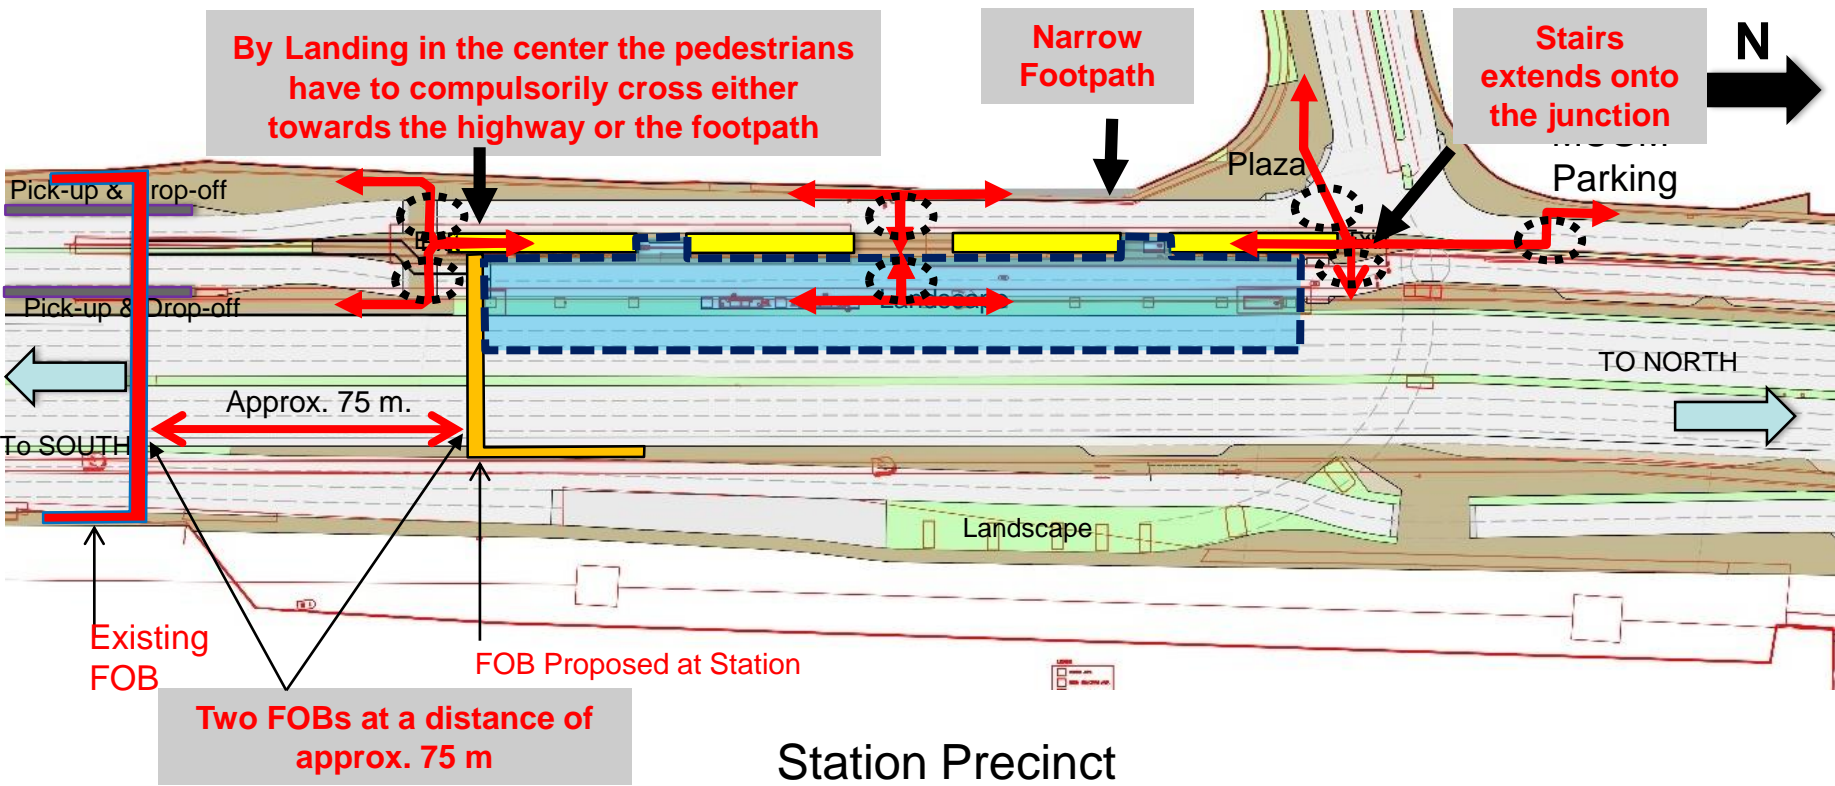 By Landing in the center the pedestrians
have to compulsorily cross either
towards the highway or the footpath
Narrow
Footpath
Stairs
extends onto
the junction
N
Plaza
Parking
Pick-up & Drop-off
Pick-up & Drop-off
Landscape
Approx. 75 m.
TO NORTH
To SOUTH
Landscape
Existing
FOB
FOB Proposed at Station
Two FOBs at a distance of
approx. 75 m
Station Precinct